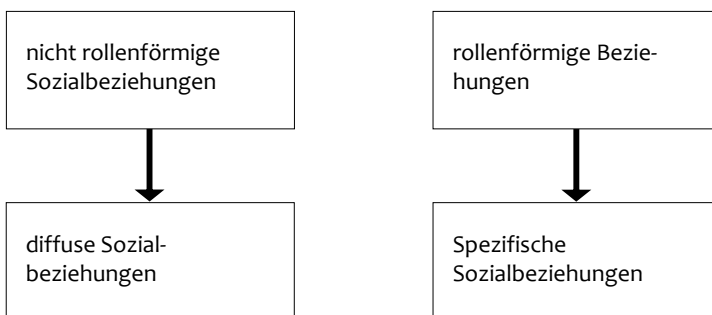 nicht rollenförmige
Sozialbeziehungen
rollenförmige Bezie-
hungen
diffuse Sozial-
beziehungen
Spezifische
Sozialbeziehungen